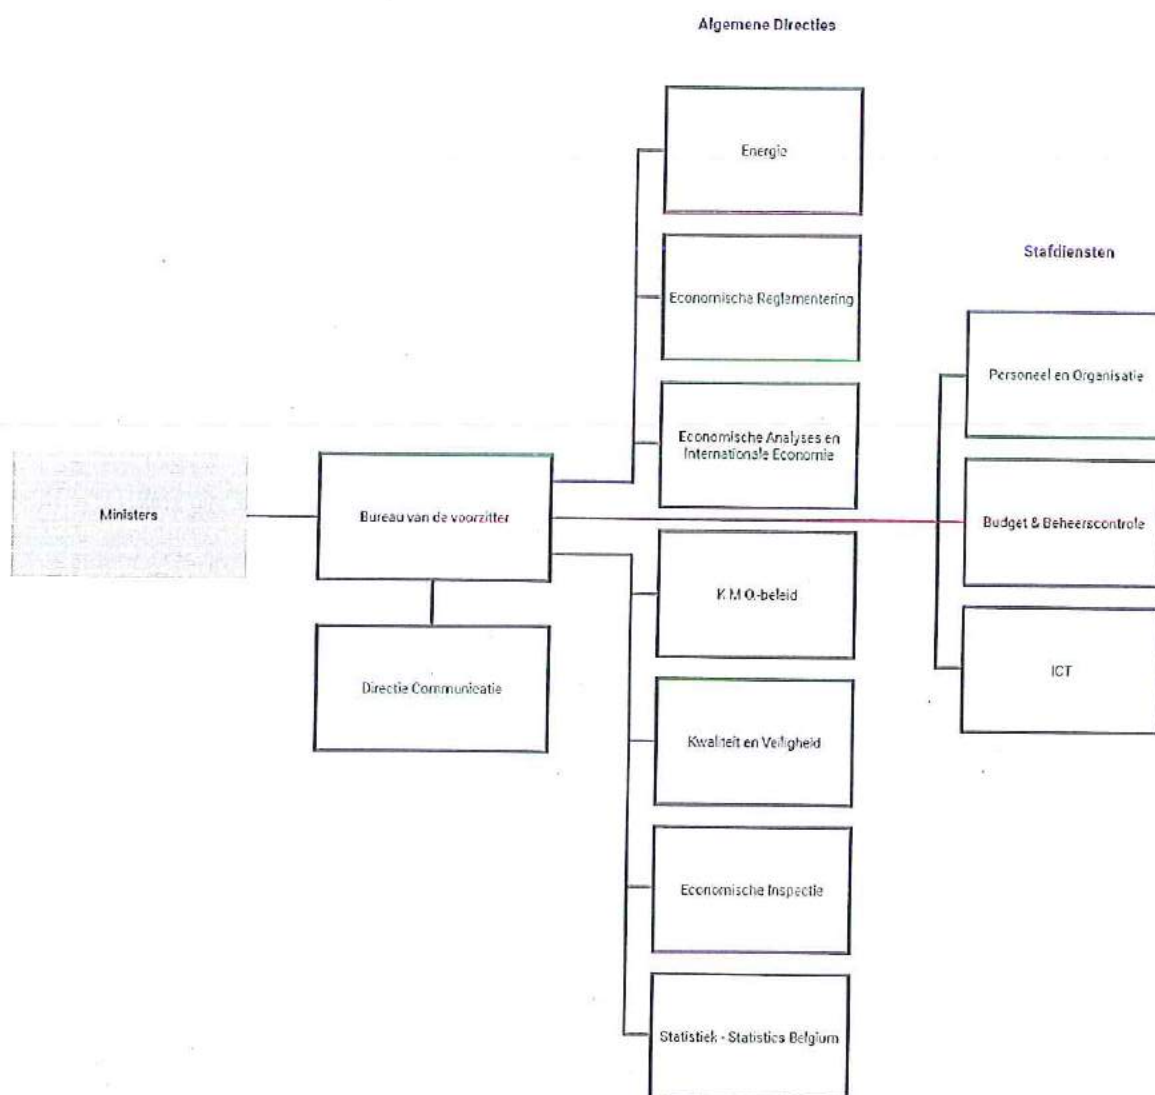 Algemene Directies
Energie
Economische Reglementering
Economische Analyses en
Internationale Economie
K.M.O.-beleid
Kwaliteit en Veiligheid
Economische Inspectie
Statistiek - Statistics Belgium
Stafdiensten
Personeel en Organisatie
Budget & Beheerscontrole
ICT
Ministers
Bureau van de voorzitter
Directie Communicatie